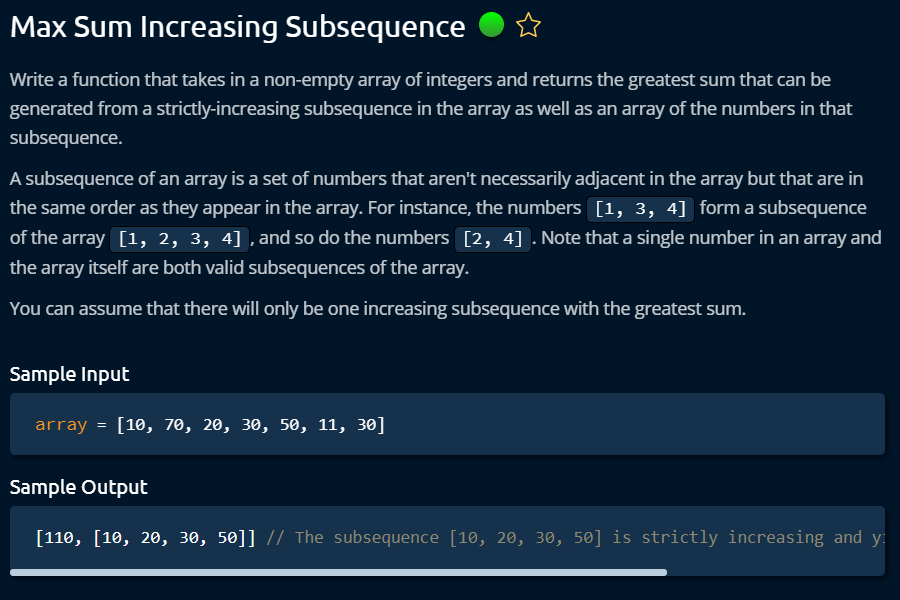 Max Sum Increasing Subsequence
Write a function that takes in a non-empty array of integers and returns the greatest sum that can be
generated from a strictly-increasing subsequence in the array as well as an array of the numbers in that
subsequence.
A subsequence of an array is a set of numbers that aren't necessarily adjacent in the array but that are in
the same order as they appear in the array. For instance, the numbers [1, 3, 4] form a subsequence
of the array [1, 2, 3, 4], and so do the numbers [2, 4]. Note that a single number in an array and
the array itself are both valid subsequences of the array.
You can assume that there will only be one increasing subsequence with the greatest sum.
Sample Input
array = [10, 70, 20, 30, 50, 11, 30]
Sample Output
[110, [10, 20, 30, 50]] // The subsequence [10, 20, 30, 50] is strictly increasing and